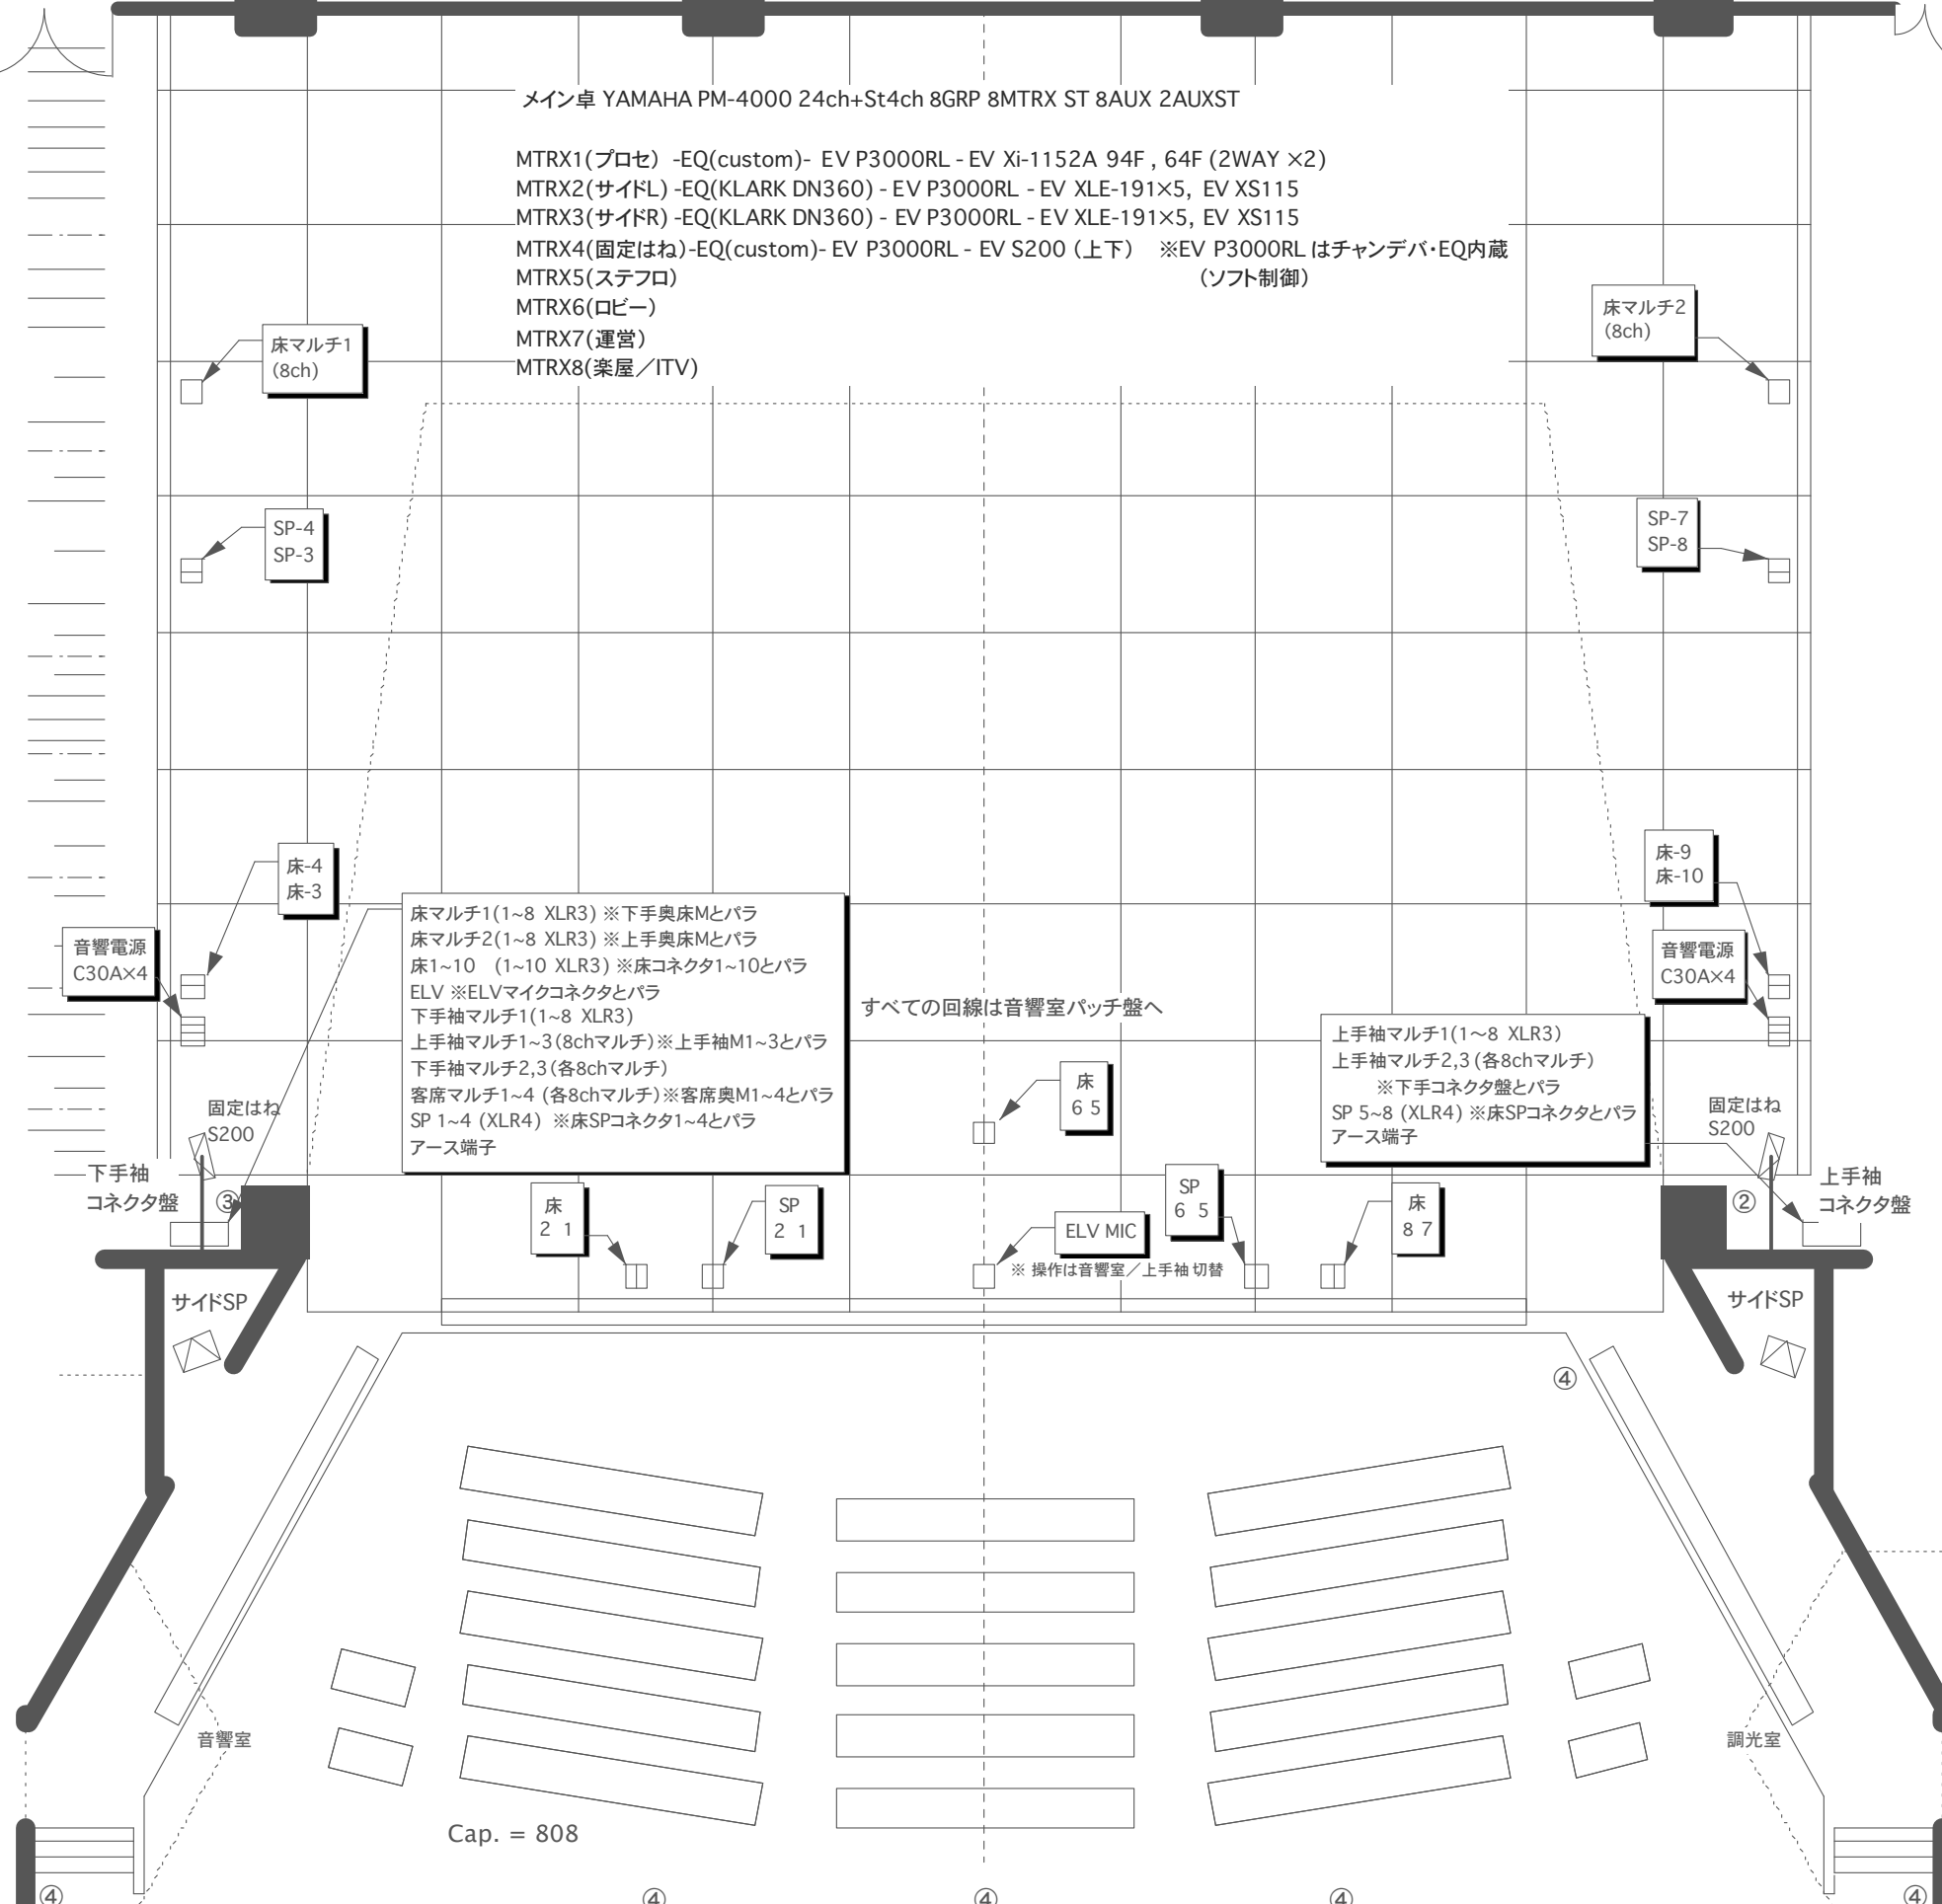 メイン卓 YAMAHA PM-4000 24ch+St4ch 8GRP 8MTRX ST 8AUX 2AUXST
MTRX1(プロセ) -EQ(custom)- EV P3000RL - EV Xi-1152A 94F , 64F (2WAY ×2)
MTRX2(サイドL) -EQ(KLARK DN360) - EV P3000RL - EV XLE-191×5, EV XS115
MTRX3(サイドR) -EQ(KLARK DN360) - EV P3000RL - EV XLE-191×5, EV XS115
MTRX4(固定はね)-EQ(custom)- EV P3000RL - EV S200 (上下) ※EV P3000RL はチャンデバ・EQ内蔵
MTRX5(ステフロ) (ソフト制御)
MTRX6(ロビー)
MTRX7(運営)
MTRX8(楽屋／ITV)
床マルチ1
(8ch)
床マルチ2
(8ch)
SP-4
SP-3
SP-7
SP-8
床-4
床-3
床-9
床-10
音響電源
C30A×4
音響電源
C30A×4
床マルチ1(1~8 XLR3) ※下手奥床Mとパラ
床マルチ2(1~8 XLR3) ※上手奥床Mとパラ
床1~10 (1~10 XLR3) ※床コネクタ1~10とパラ
ELV ※ELVマイクコネクタとパラ
下手袖マルチ1(1~8 XLR3)
上手袖マルチ1~3(8chマルチ)※上手袖M1~3とパラ
下手袖マルチ2,3(各8chマルチ)
客席マルチ1~4 (各8chマルチ)※客席奥M1~4とパラ
SP 1~4 (XLR4) ※床SPコネクタ1~4とパラ
アース端子
すべての回線は音響室パッチ盤へ
上手袖マルチ1(1～8 XLR3)
上手袖マルチ2,3 (各8chマルチ)
※下手コネクタ盤とパラ
SP 5~8 (XLR4) ※床SPコネクタとパラ
アース端子
床
6 5
固定はね
S200
固定はね
S200
下手袖
コネクタ盤
③
②
上手袖
コネクタ盤
床
2 1
SP
2 1
ELV MIC
SP
6 5
床
8 7
※ 操作は音響室／上手袖 切替
サイドSP
サイドSP
④
音響室
調光室
Cap. = 808
④
④
④
④
④